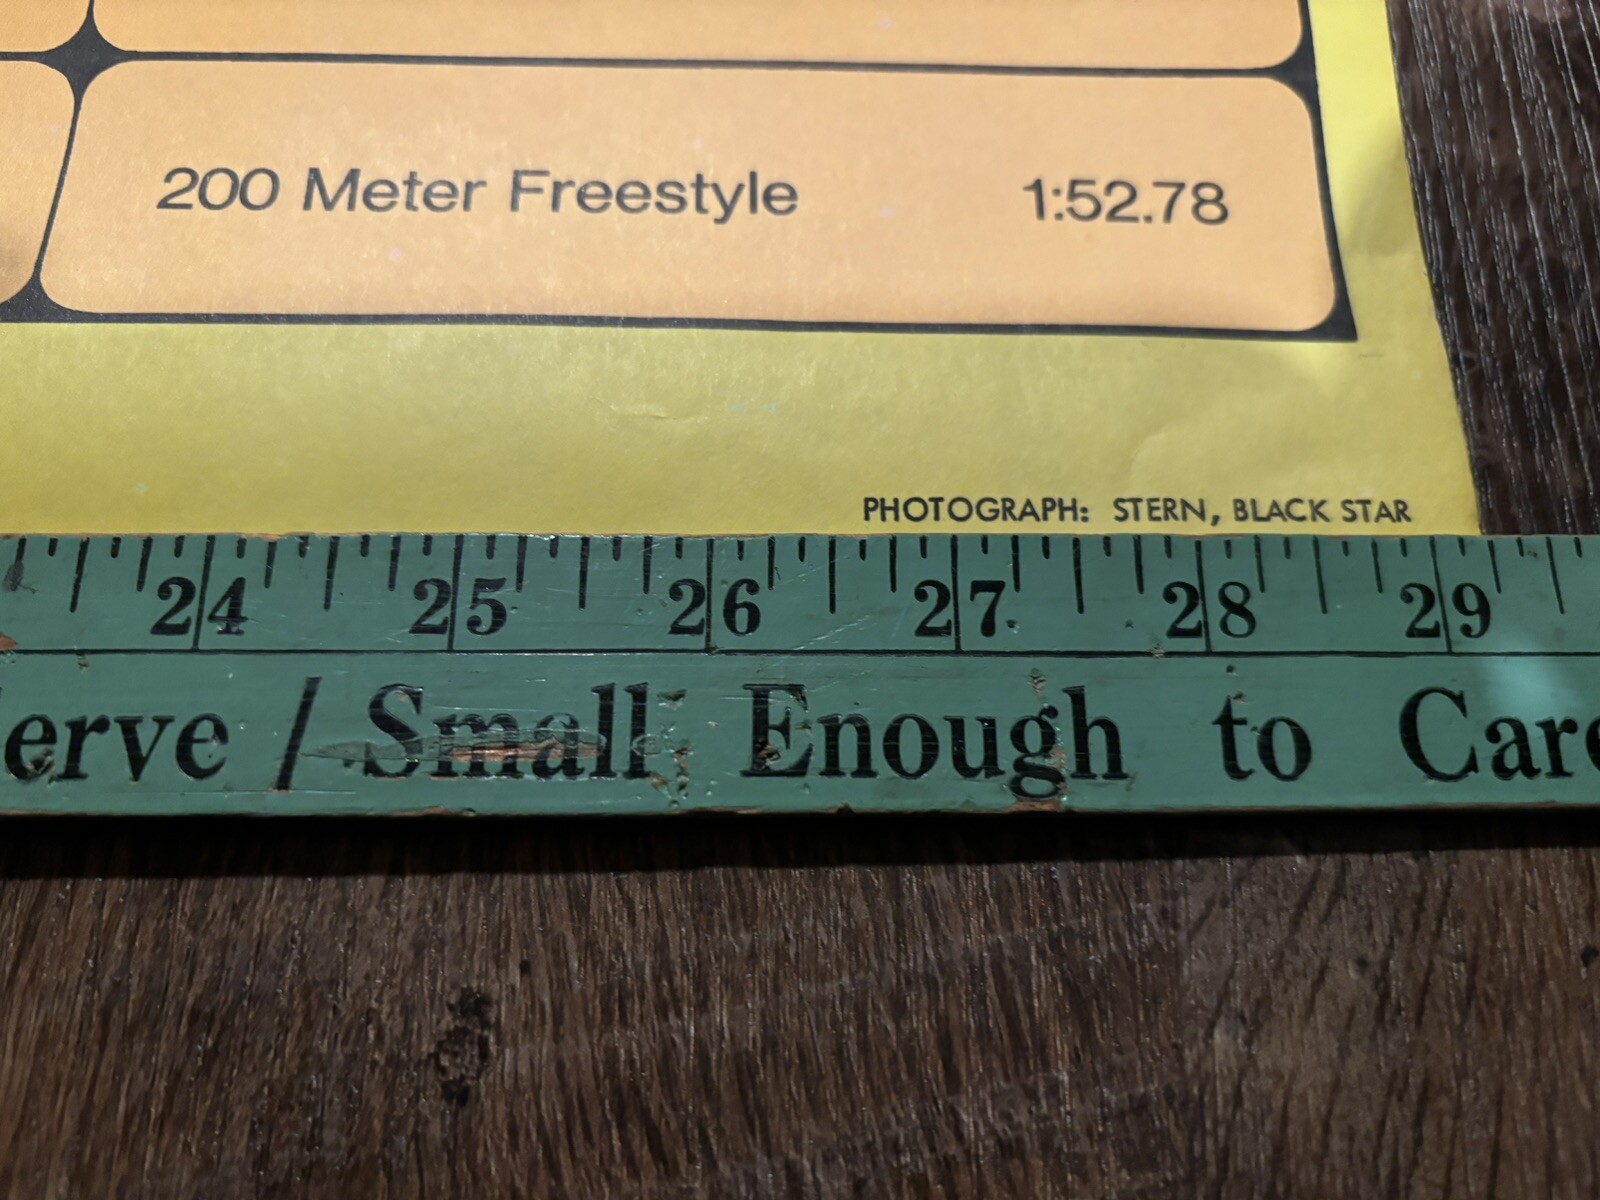 200 Meter Freestyle 1:52.78
PHOTOGRAPH: STERN, BLACK STAR
24 25 26 27 28 29
erve / Small Enough to Care